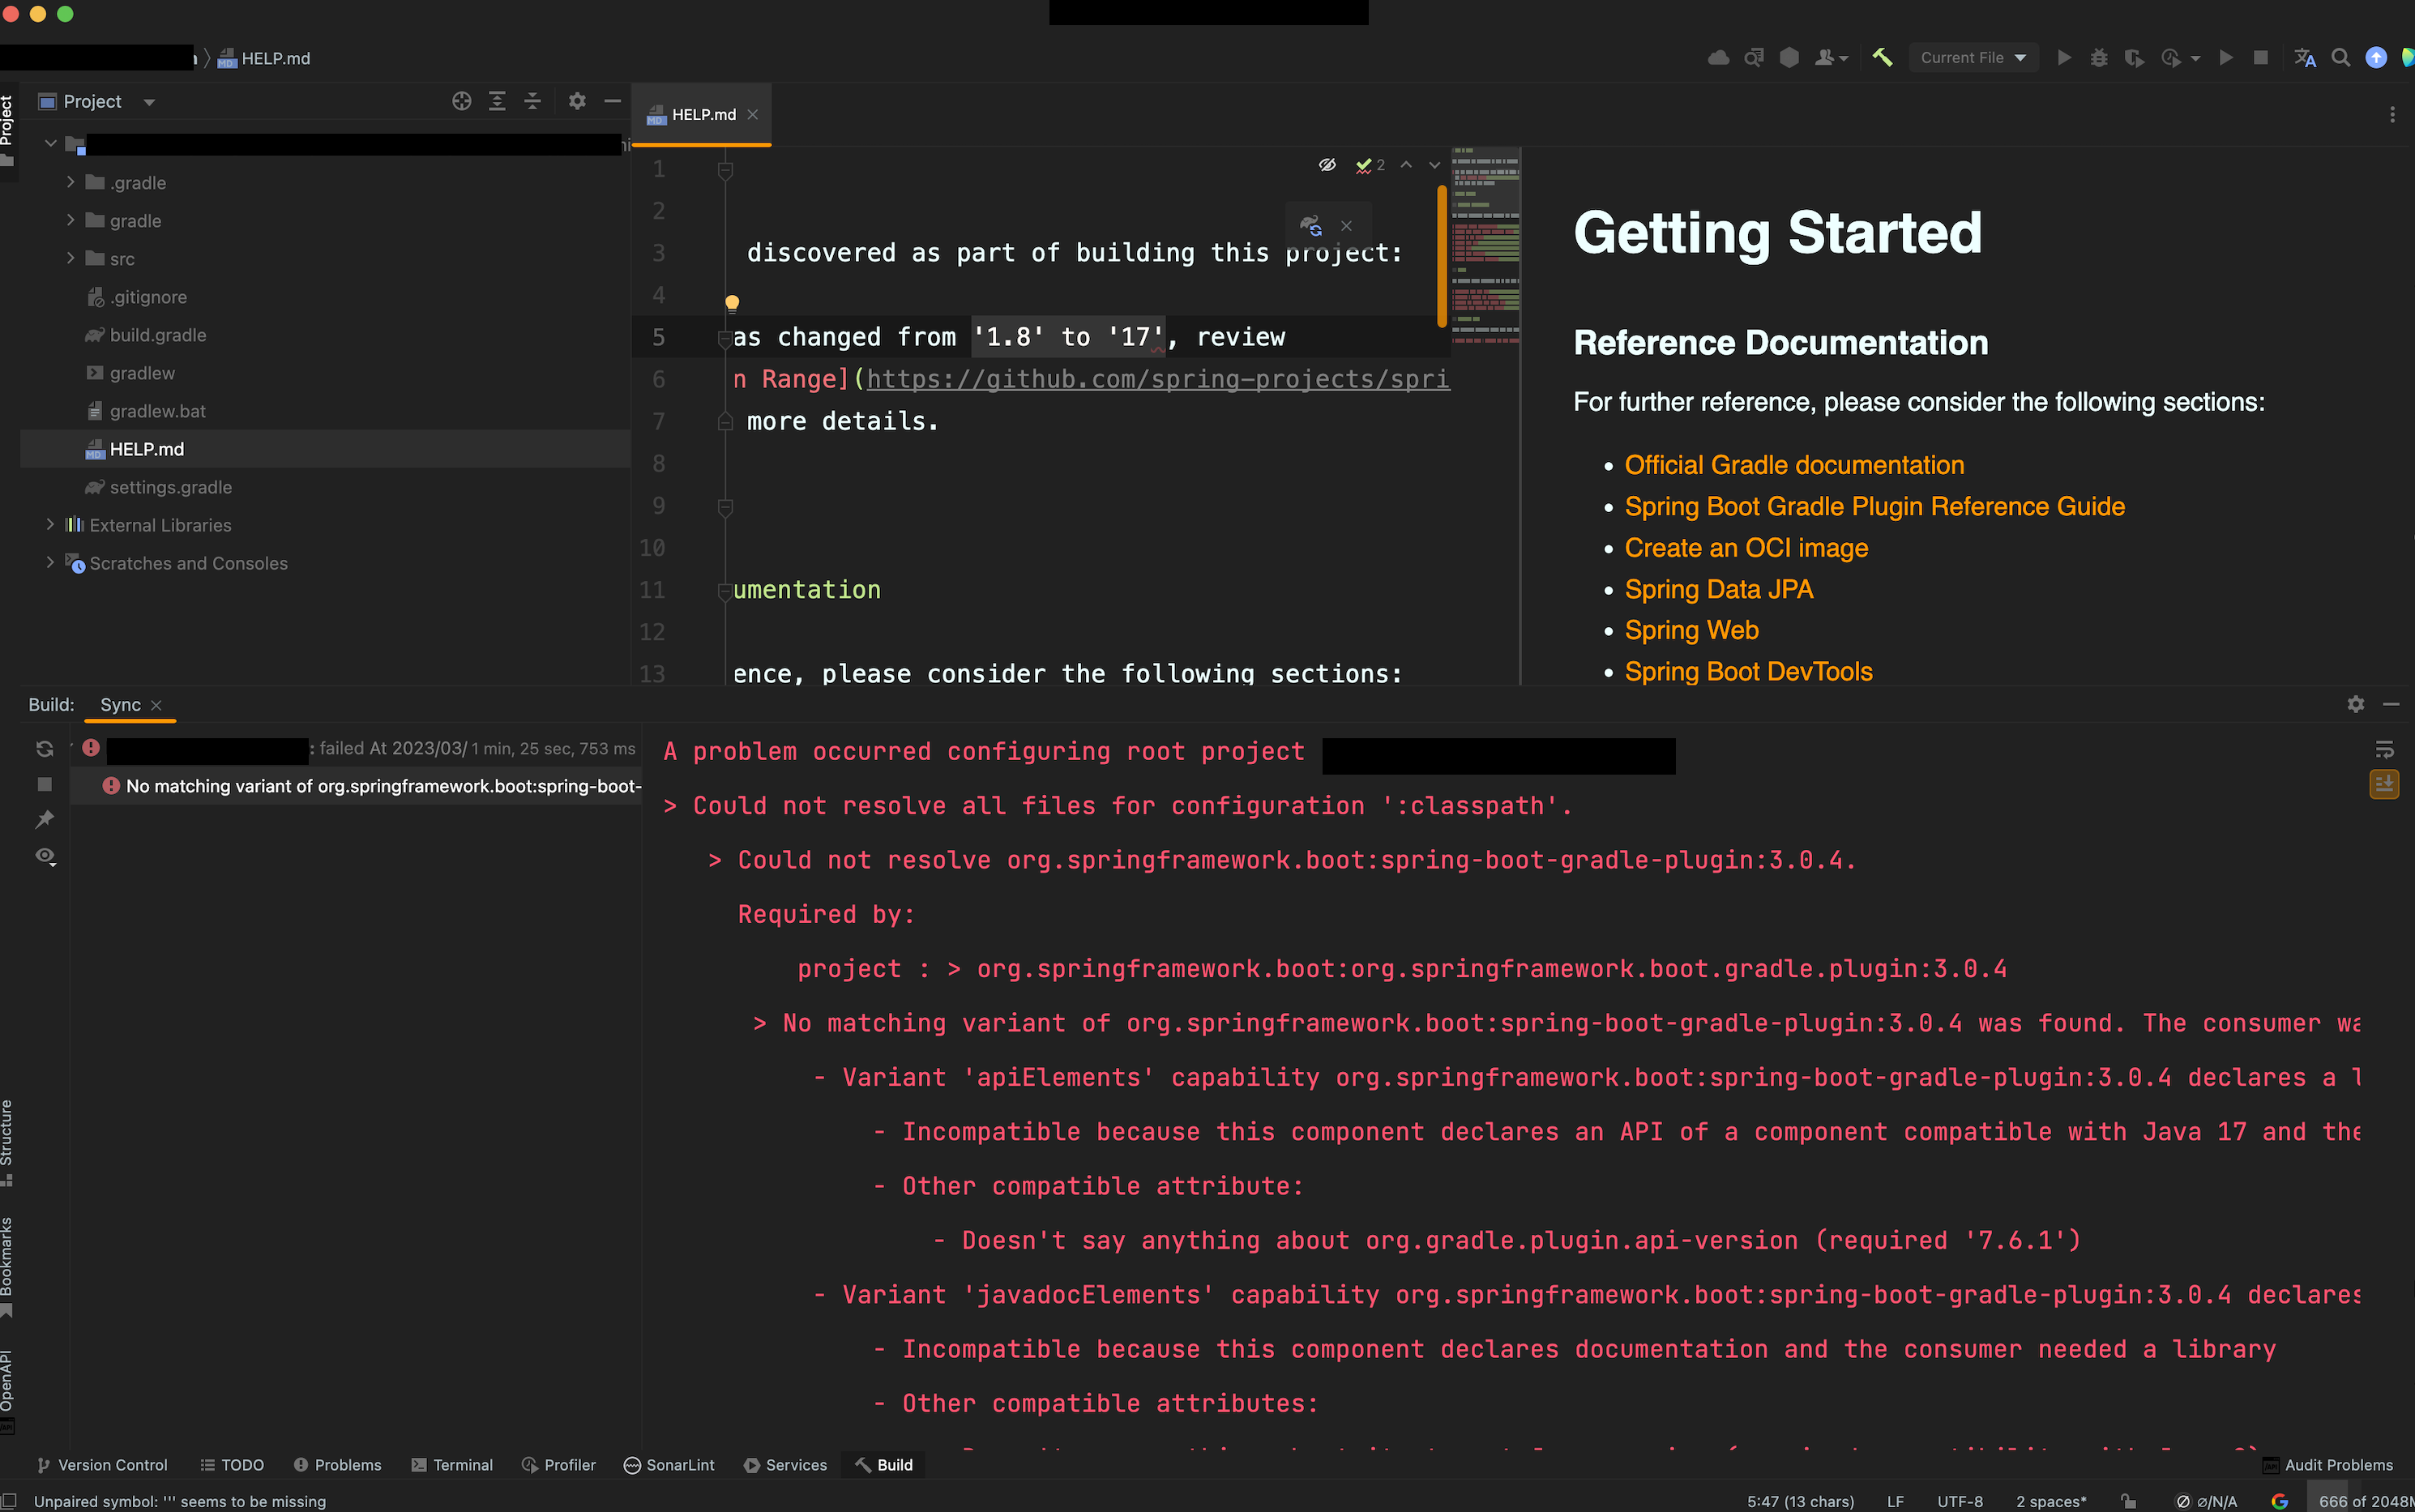 HELP.md
Current File
Project
Project
HELP.md
.gradle
gradle
src
.gitignore
build.gradle
gradlew
gradlew.bat
HELP.md
settings.gradle
External Libraries
Scratches and Consoles
2
1
2
3 discovered as part of building this project:
4
5 as changed from '1.8' to '17', review
6 n Range](https://github.com/spring-projects/spri
7 more details.
8
9
10
11 umentation
12
13 ence, please consider the following sections:
Getting Started
Reference Documentation
For further reference, please consider the following sections:
• Official Gradle documentation
• Spring Boot Gradle Plugin Reference Guide
• Create an OCI image
• Spring Data JPA
• Spring Web
• Spring Boot DevTools
Build: Sync
: failed At 2023/03/ 1 min, 25 sec, 753 ms
No matching variant of org.springframework.boot:spring-boot-
A problem occurred configuring root project
> Could not resolve all files for configuration ':classpath'.
> Could not resolve org.springframework.boot:spring-boot-gradle-plugin:3.0.4.
Required by:
project : > org.springframework.boot:org.springframework.boot.gradle.plugin:3.0.4
> No matching variant of org.springframework.boot:spring-boot-gradle-plugin:3.0.4 was found. The consumer wa
- Variant 'apiElements' capability org.springframework.boot:spring-boot-gradle-plugin:3.0.4 declares a l
- Incompatible because this component declares an API of a component compatible with Java 17 and the
- Other compatible attribute:
- Doesn't say anything about org.gradle.plugin.api-version (required '7.6.1')
- Variant 'javadocElements' capability org.springframework.boot:spring-boot-gradle-plugin:3.0.4 declares
- Incompatible because this component declares documentation and the consumer needed a library
- Other compatible attributes:
Structure
Bookmarks
OpenAPI
Version Control
TODO
Problems
Terminal
Profiler
SonarLint
Services
Build
Audit Problems
Unpaired symbol: ''' seems to be missing
5:47 (13 chars) LF UTF-8 2 spaces* ∅/N/A 666 of 2048M